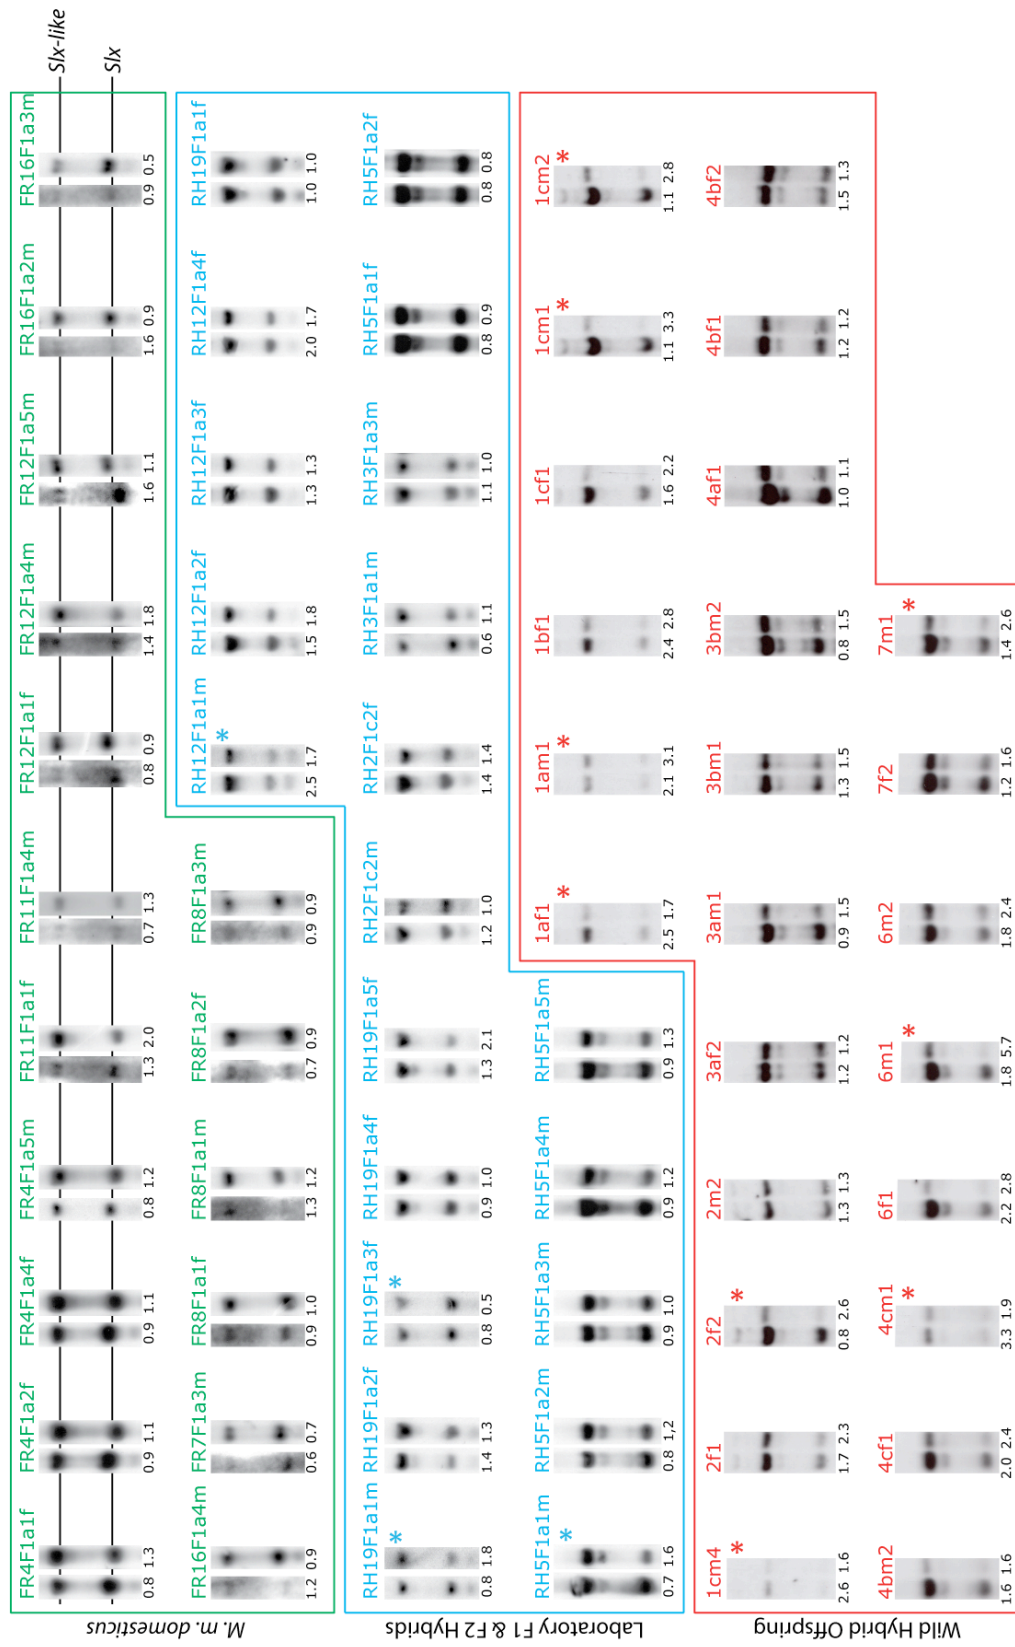 Slx-like
Slx
M. m. domesticus
FR4F1a1f FR4F1a2f FR4F1a4f FR4F1a5m FR11F1a1f FR11F1a4m FR12F1a1f FR12F1a4m FR12F1a5m FR16F1a2m FR16F1a3m
0.8 1.3 0.9 1.1 0.9 1.1 0.8 1.2 1.3 2.0 0.7 1.3 0.8 0.9 1.4 1.8 1.6 1.1 1.6 0.9 0.9 0.5
FR16F1a4m FR7F1a3m FR8F1a1f FR8F1a1m FR8F1a2f FR8F1a3m
1.2 0.9 0.6 0.7 0.9 1.0 1.3 1.2 0.7 0.9 0.9 0.9
Laboratory F1 & F2 Hybrids
RH12F1a1m * RH12F1a2f RH12F1a3f RH12F1a4f RH19F1a1f
2.5 1.7 1.5 1.8 1.3 1.3 2.0 1.7 1.0 1.0
RH19F1a1m * RH19F1a2f RH19F1a3f * RH19F1a4f RH19F1a5f RH2F1c2m RH2F1c2f RH3F1a1m RH3F1a3m RH5F1a1f RH5F1a2f
0.8 1.8 1.4 1.3 0.8 0.5 0.9 1.0 1.3 2.1 1.2 1.0 1.4 1.4 0.6 1.1 1.1 1.0 0.8 0.9 0.8 0.8
RH5F1a1m * RH5F1a2m RH5F1a3m RH5F1a4m RH5F1a5m
0.7 1.6 0.8 1,2 0.9 1.0 0.9 1.2 0.9 1.3
Wild Hybrid Offspring
1af1 * 1am1 * 1bf1 1cf1 1cm1 * 1cm2 *
2.5 1.7 2.1 3.1 2.4 2.8 1.6 2.2 1.1 3.3 1.1 2.8
1cm4 * 2f1 2f2 * 2m2 3af2 3am1 3bm1 3bm2 4af1 4bf1 4bf2
2.6 1.6 1.7 2.3 0.8 2.6 1.3 1.3 1.2 1.2 0.9 1.5 1.3 1.5 0.8 1.5 1.0 1.1 1.2 1.2 1.5 1.3
4bm2 4cf1 4cm1 * 6f1 6m1 * 6m2 7f2 7m1 *
1.6 1.6 2.0 2.4 3.3 1.9 2.2 2.8 1.8 5.7 1.8 2.4 1.2 1.6 1.4 2.6